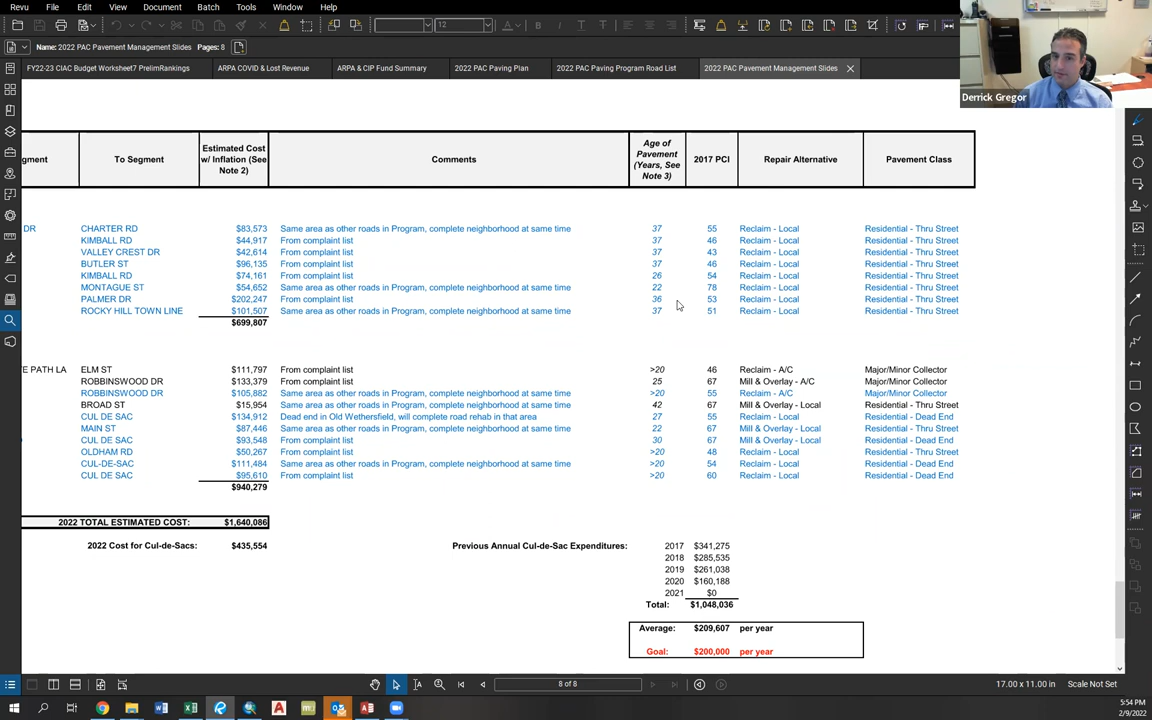 Revu File Edit View Document Batch Tools Window Help
12
Name: 2022 PAC Pavement Management Slides Pages: 8
FY22-23 CIAC Budget Worksheet7 PrelimRankings ARPA COVID & Lost Revenue ARPA & CIP Fund Summary 2022 PAC Paving Plan 2022 PAC Paving Program Road List 2022 PAC Pavement Management Slides
Derrick Gregor
gment To Segment Estimated Cost w/ Inflation (See Note 2) Comments Age of Pavement (Years, See Note 3) 2017 PCI Repair Alternative Pavement Class
DR CHARTER RD $83,573 Same area as other roads in Program, complete neighborhood at same time 37 55 Reclaim - Local Residential - Thru Street
KIMBALL RD $44,917 From complaint list 37 46 Reclaim - Local Residential - Thru Street
VALLEY CREST DR $42,614 From complaint list 37 43 Reclaim - Local Residential - Thru Street
BUTLER ST $96,135 From complaint list 37 46 Reclaim - Local Residential - Thru Street
KIMBALL RD $74,161 From complaint list 26 54 Reclaim - Local Residential - Thru Street
MONTAGUE ST $54,652 Same area as other roads in Program, complete neighborhood at same time 22 78 Reclaim - Local Residential - Thru Street
PALMER DR $202,247 From complaint list 36 53 Reclaim - Local Residential - Thru Street
ROCKY HILL TOWN LINE $101,507 Same area as other roads in Program, complete neighborhood at same time 37 51 Reclaim - Local Residential - Thru Street
$699,807
E PATH LA ELM ST $111,797 From complaint list >20 46 Reclaim - A/C Major/Minor Collector
ROBBINSWOOD DR $133,379 From complaint list 25 67 Mill & Overlay - A/C Major/Minor Collector
ROBBINSWOOD DR $105,882 Same area as other roads in Program, complete neighborhood at same time >20 55 Reclaim - A/C Major/Minor Collector
BROAD ST $15,954 Same area as other roads in Program, complete neighborhood at same time 42 67 Mill & Overlay - Local Residential - Thru Street
CUL DE SAC $134,912 Dead end in Old Wethersfield, will complete road rehab in that area 27 55 Reclaim - Local Residential - Dead End
MAIN ST $87,446 Same area as other roads in Program, complete neighborhood at same time 22 67 Mill & Overlay - Local Residential - Thru Street
CUL DE SAC $93,548 From complaint list 30 67 Mill & Overlay - Local Residential - Dead End
OLDHAM RD $50,267 From complaint list >20 48 Reclaim - Local Residential - Thru Street
CUL-DE-SAC $111,484 Same area as other roads in Program, complete neighborhood at same time >20 54 Reclaim - Local Residential - Dead End
CUL DE SAC $95,610 From complaint list >20 60 Reclaim - Local Residential - Dead End
$940,279
2022 TOTAL ESTIMATED COST: $1,640,086
2022 Cost for Cul-de-Sacs: $435,554 Previous Annual Cul-de-Sac Expenditures: 2017 $341,275
2018 $285,535
2019 $261,038
2020 $160,188
2021 $0
Total: $1,048,036
Average: $209,607 per year
Goal: $200,000 per year
8 of 8 17.00 x 11.00 in Scale Not Set
5:54 PM
2/9/2022